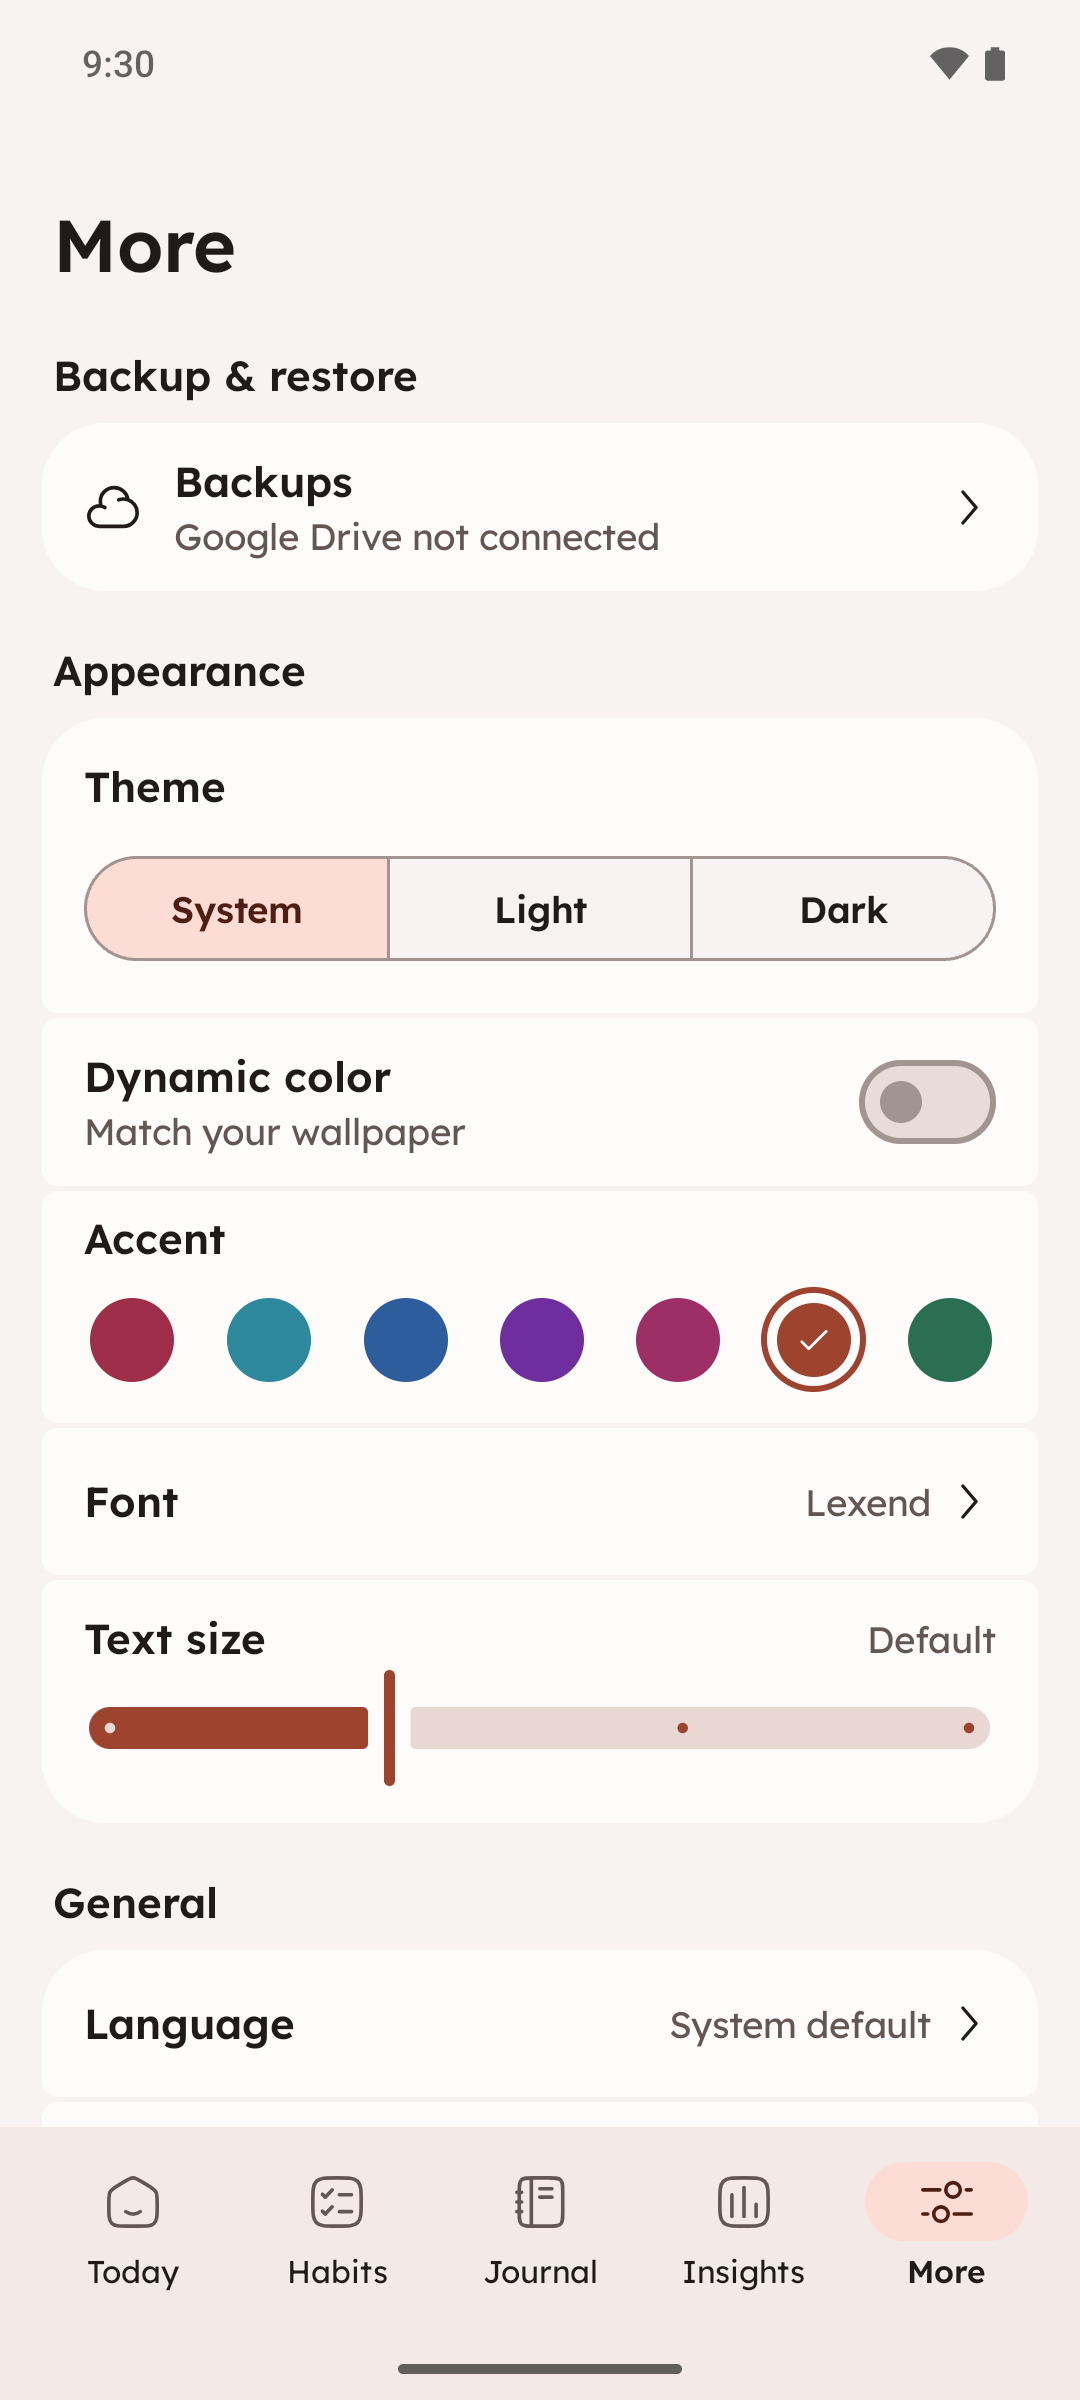 9:30
More
Backup & restore
Backups
Google Drive not connected
Appearance
Theme
System
Light
Dark
Dynamic color
Match your wallpaper
Accent
Font
Lexend
Text size
Default
General
Language
System default
Today
Habits
Journal
Insights
More